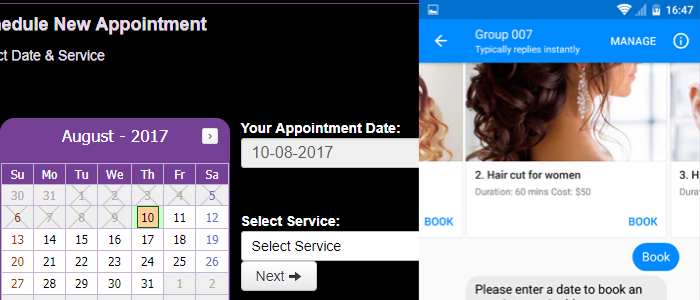 edule New Appointment
ct Date & Service
August - 2017
Su Mo Tu We Th Fr Sa
30 31 1 2 3 4 5
6 7 8 9 10 11 12
13 14 15 16 17 18 19
20 21 22 23 24 25 26
27 28 29 30 31 1 2
Your Appointment Date:
10-08-2017
Select Service:
Select Service
Next
16:47
Group 007
Typically replies instantly
MANAGE
2. Hair cut for women
Duration: 60 mins Cost: $50
BOOK
BOOK
3. H
Dura
Book
Please enter a date to book an